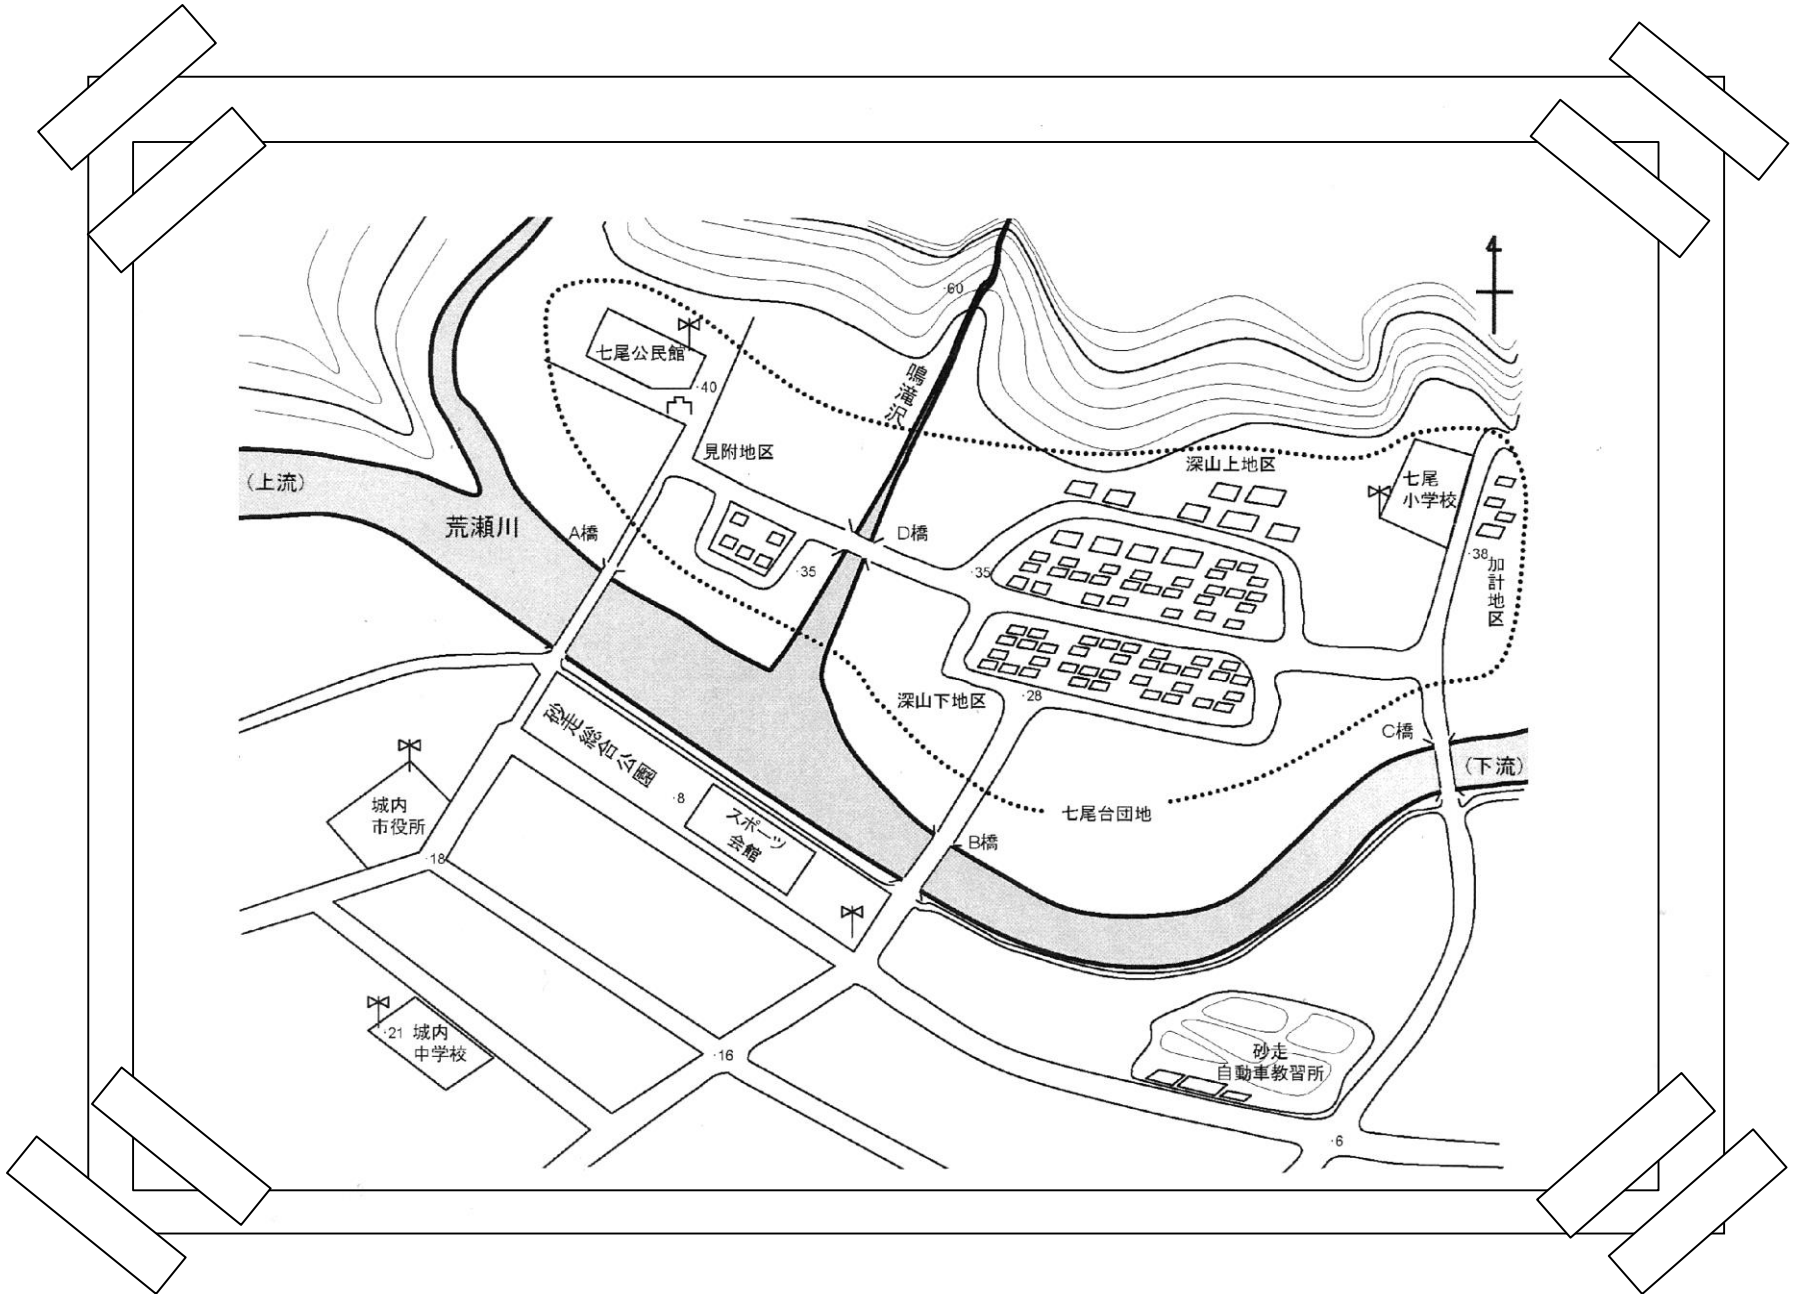 60
七尾公民館
鳴滝沢
40
見附地区
深山上地区
七尾
小学校
(上流)
荒瀬川
A橋
D橋
38
加計地区
35
35
深山下地区
28
砂走総合公園
C橋
(下流)
8
城内
市役所
スポーツ
会館
七尾台団地
B橋
18
21
城内
中学校
16
砂走
自動車教習所
6